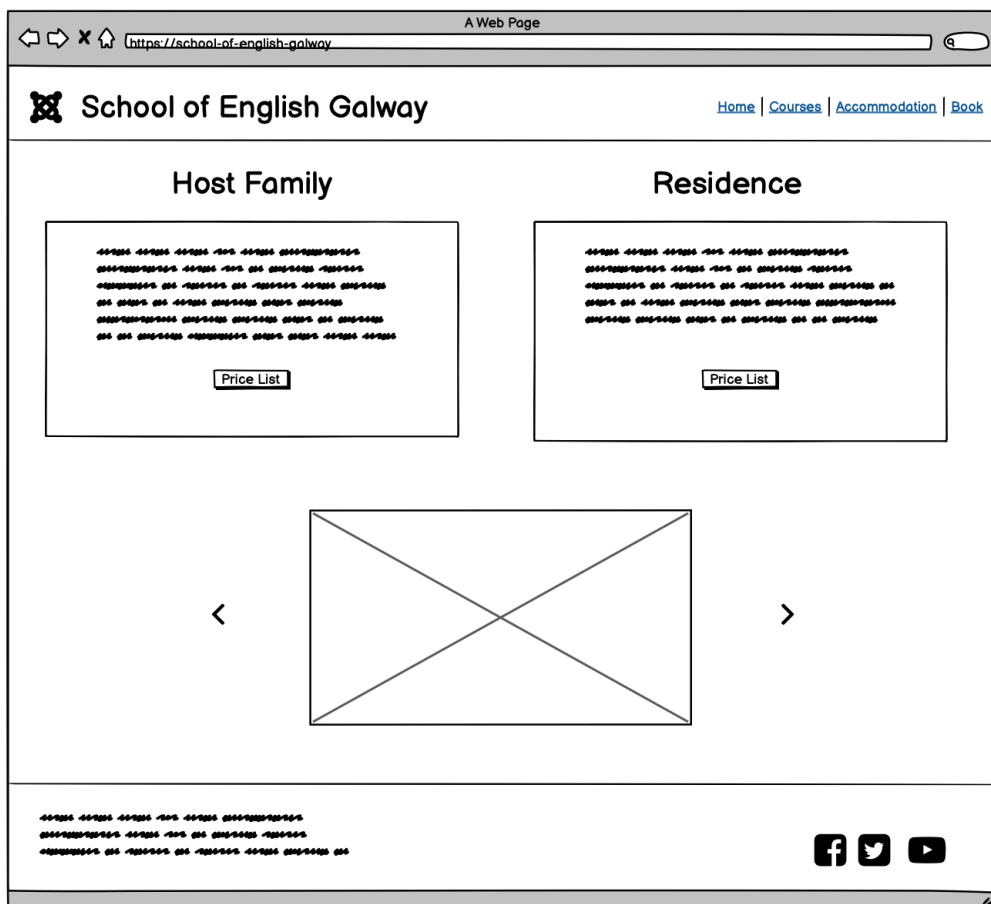 A Web Page
https://school-of-english-galway
School of English Galway
Home | Courses | Accommodation | Book
Host Family
Residence
Price List
Price List